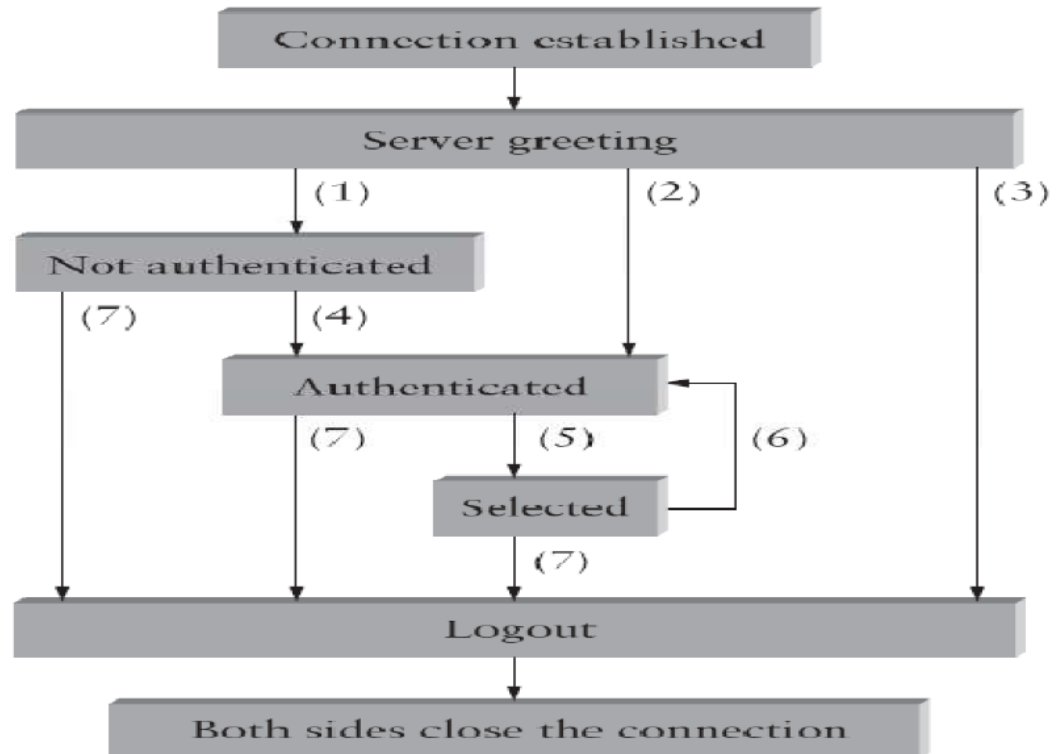 Connection established
Server greeting
(1)
(2)
(3)
Not authenticated
(7)
(4)
Authenticated
(7)
(5)
(6)
Selected
(7)
Logout
Both sides close the connection